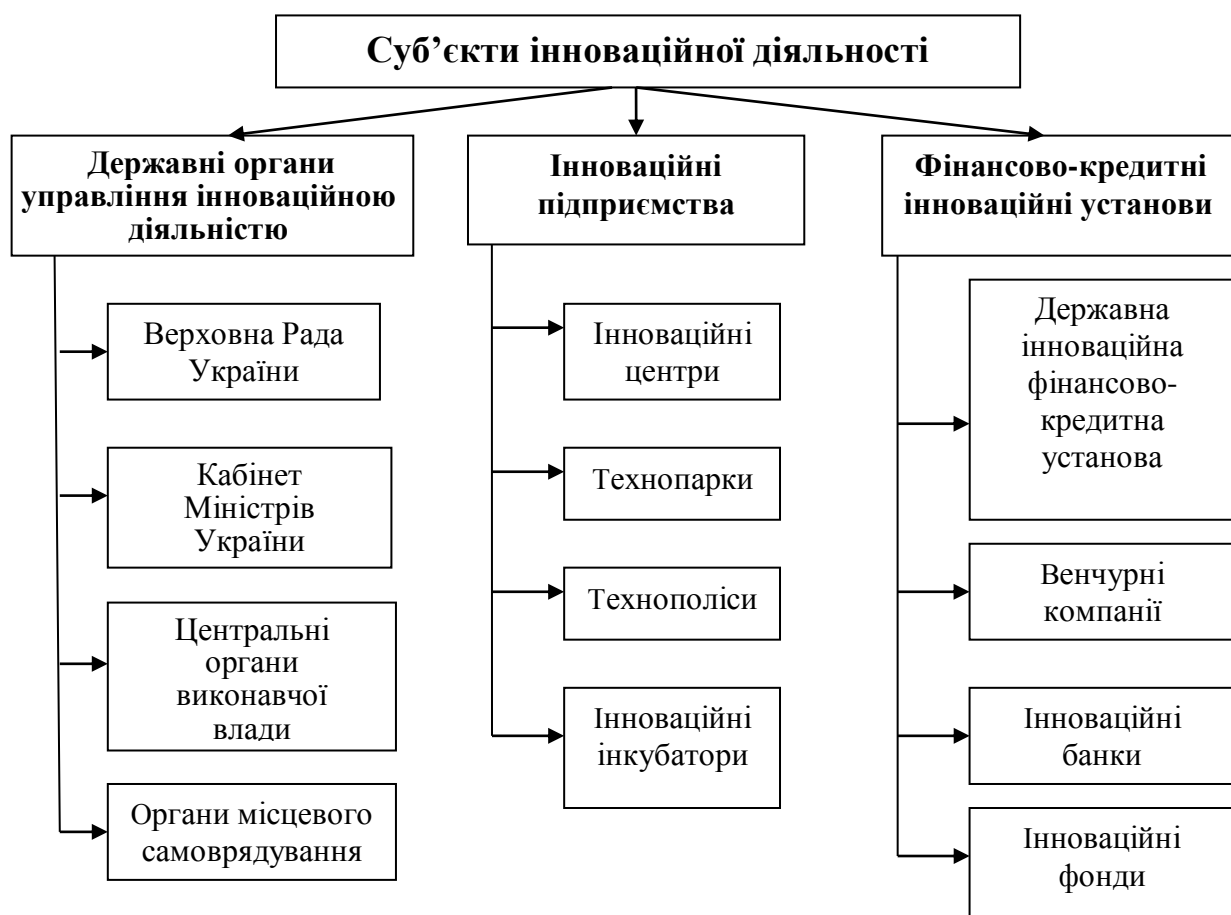 Суб’єкти інноваційної діяльності
Державні органи
управління інноваційною
діяльністю
Верховна Рада
України
Кабінет
Міністрів
України
Центральні
органи
виконавчої
влади
Органи місцевого
самоврядування
Інноваційні
підприємства
Інноваційні
центри
Технопарки
Технополіси
Інноваційні
інкубатори
Фінансово-кредитні
інноваційні установи
Державна
інноваційна
фінансово-
кредитна
установа
Венчурні
компанії
Інноваційні
банки
Інноваційні
фонди